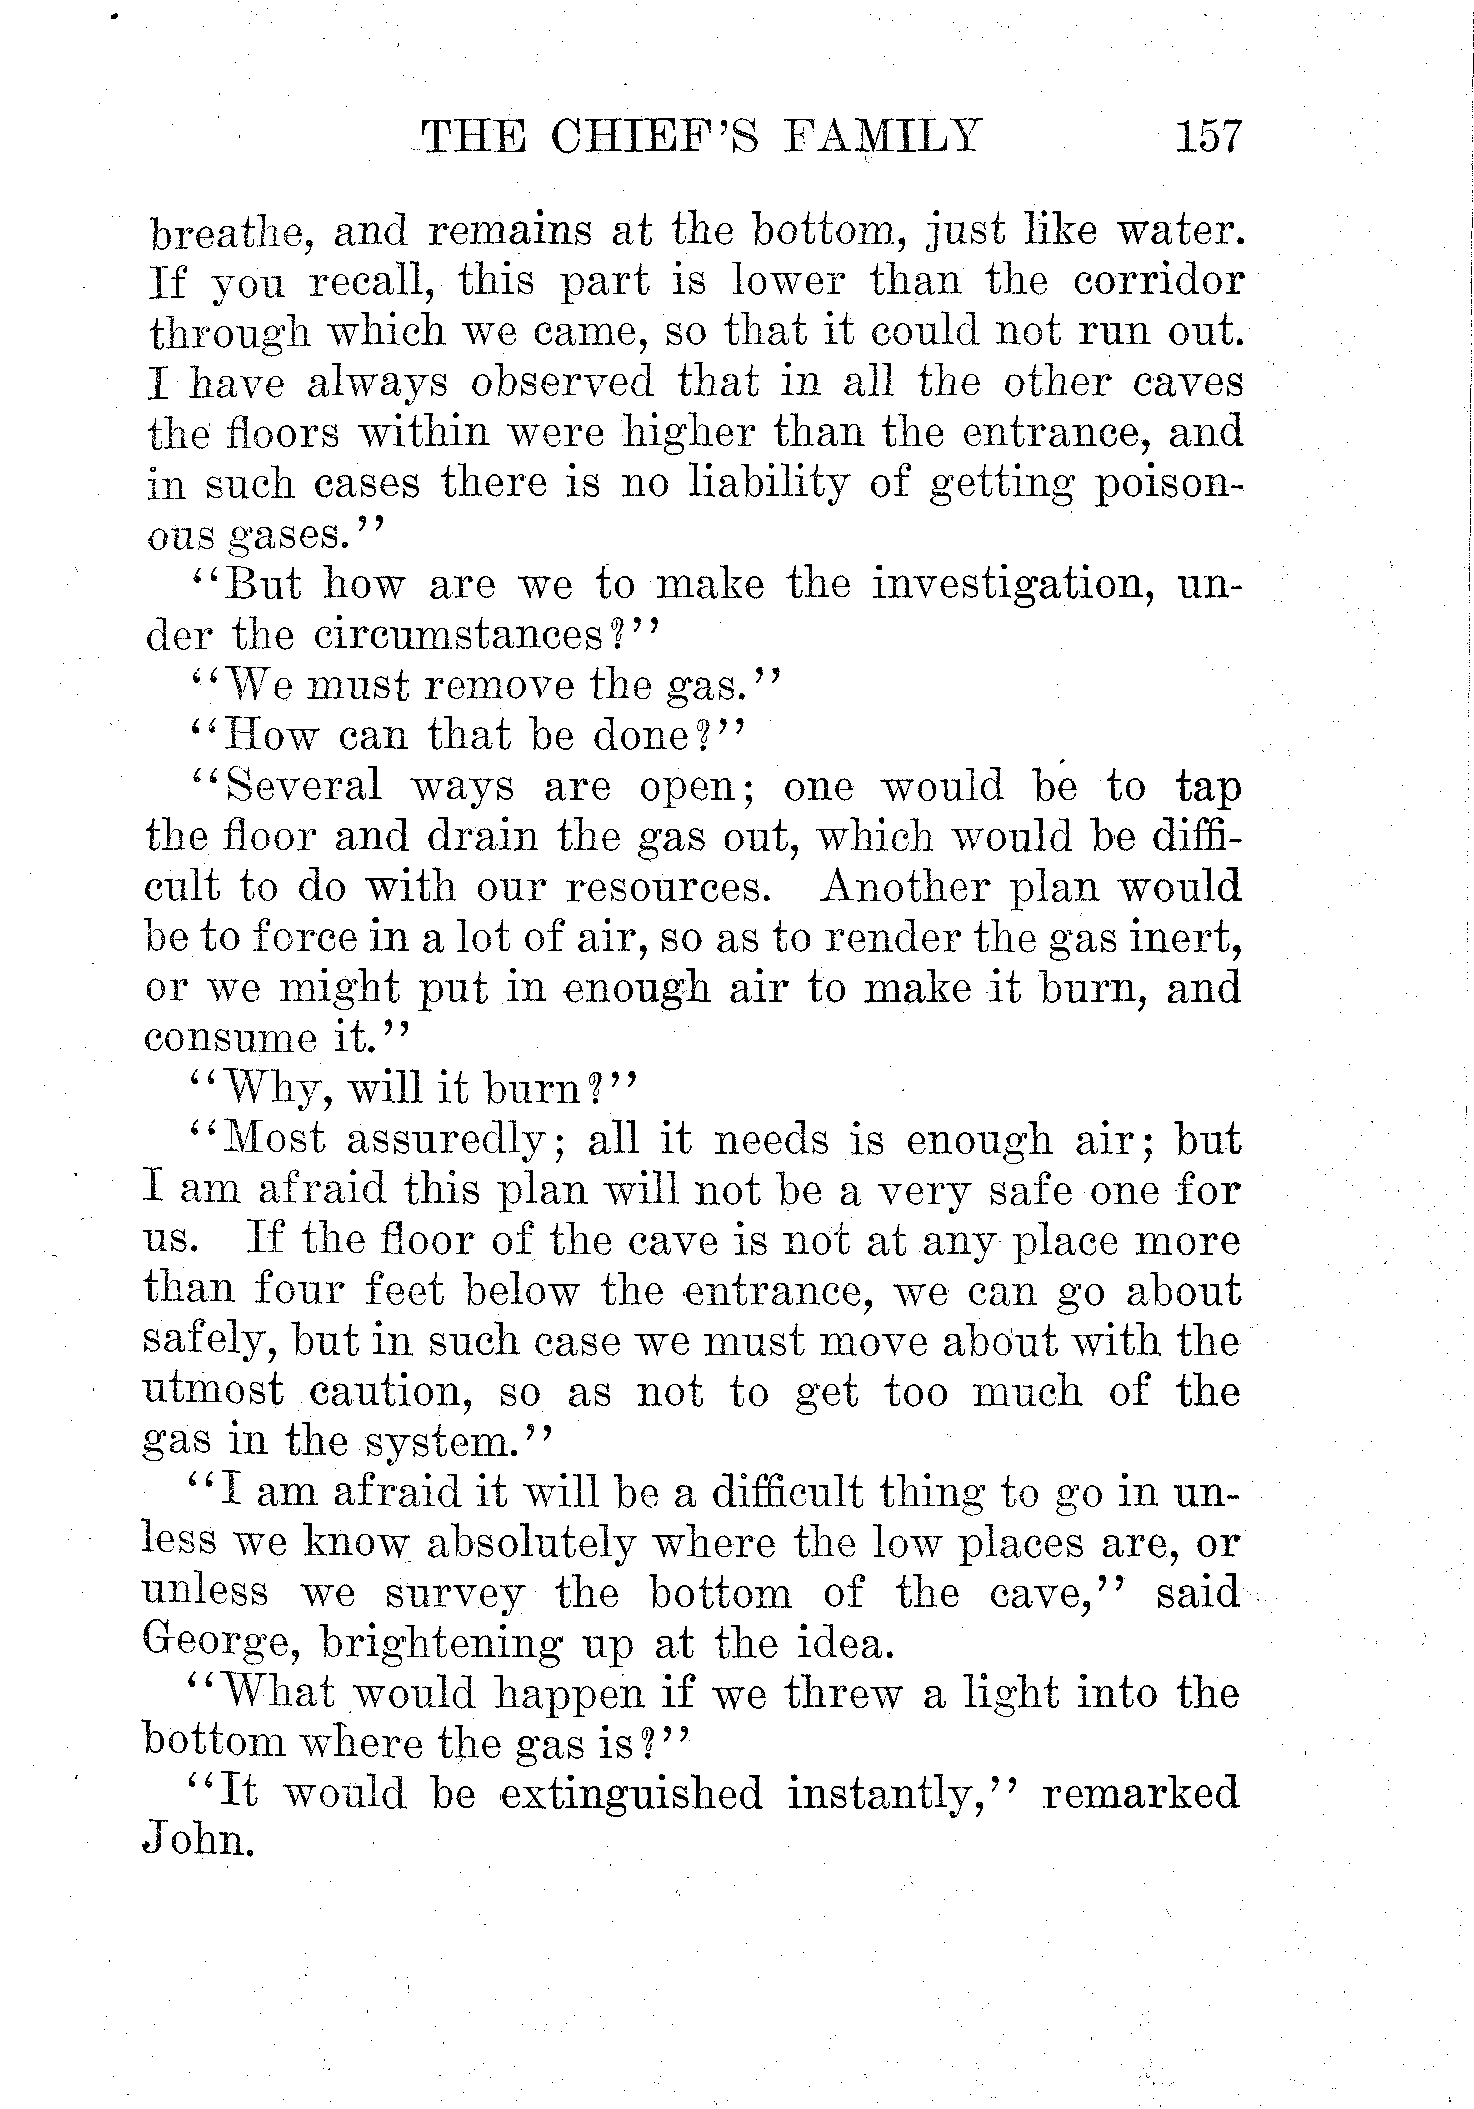 THE CHIEF'S FAMILY 157
breathe, and remains at the bottom, just like water.
If you recall, this part is lower than the corridor
through which we came, so that it could not run out.
I have always observed that in all the other caves
the floors within were higher than the entrance, and
in such cases there is no liability of getting poison-
ous gases."
"But how are we to make the investigation, un-
der the circumstances?"
"We must remove the gas."
"How can that be done?"
"Several ways are open; one would be to tap
the floor and drain the gas out, which would be diffi-
cult to do with our resources. Another plan would
be to force in a lot of air, so as to render the gas inert,
or we might put in enough air to make it burn, and
consume it."
"Why, will it burn?"
"Most assuredly; all it needs is enough air; but
I am afraid this plan will not be a very safe one for
us. If the floor of the cave is not at any place more
than four feet below the entrance, we can go about
safely, but in such case we must move about with the
utmost caution, so as not to get too much of the
gas in the system."
"I am afraid it will be a difficult thing to go in un-
less we know absolutely where the low places are, or
unless we survey the bottom of the cave," said
George, brightening up at the idea.
"What would happen if we threw a light into the
bottom where the gas is?"
"It would be extinguished instantly," remarked
John.